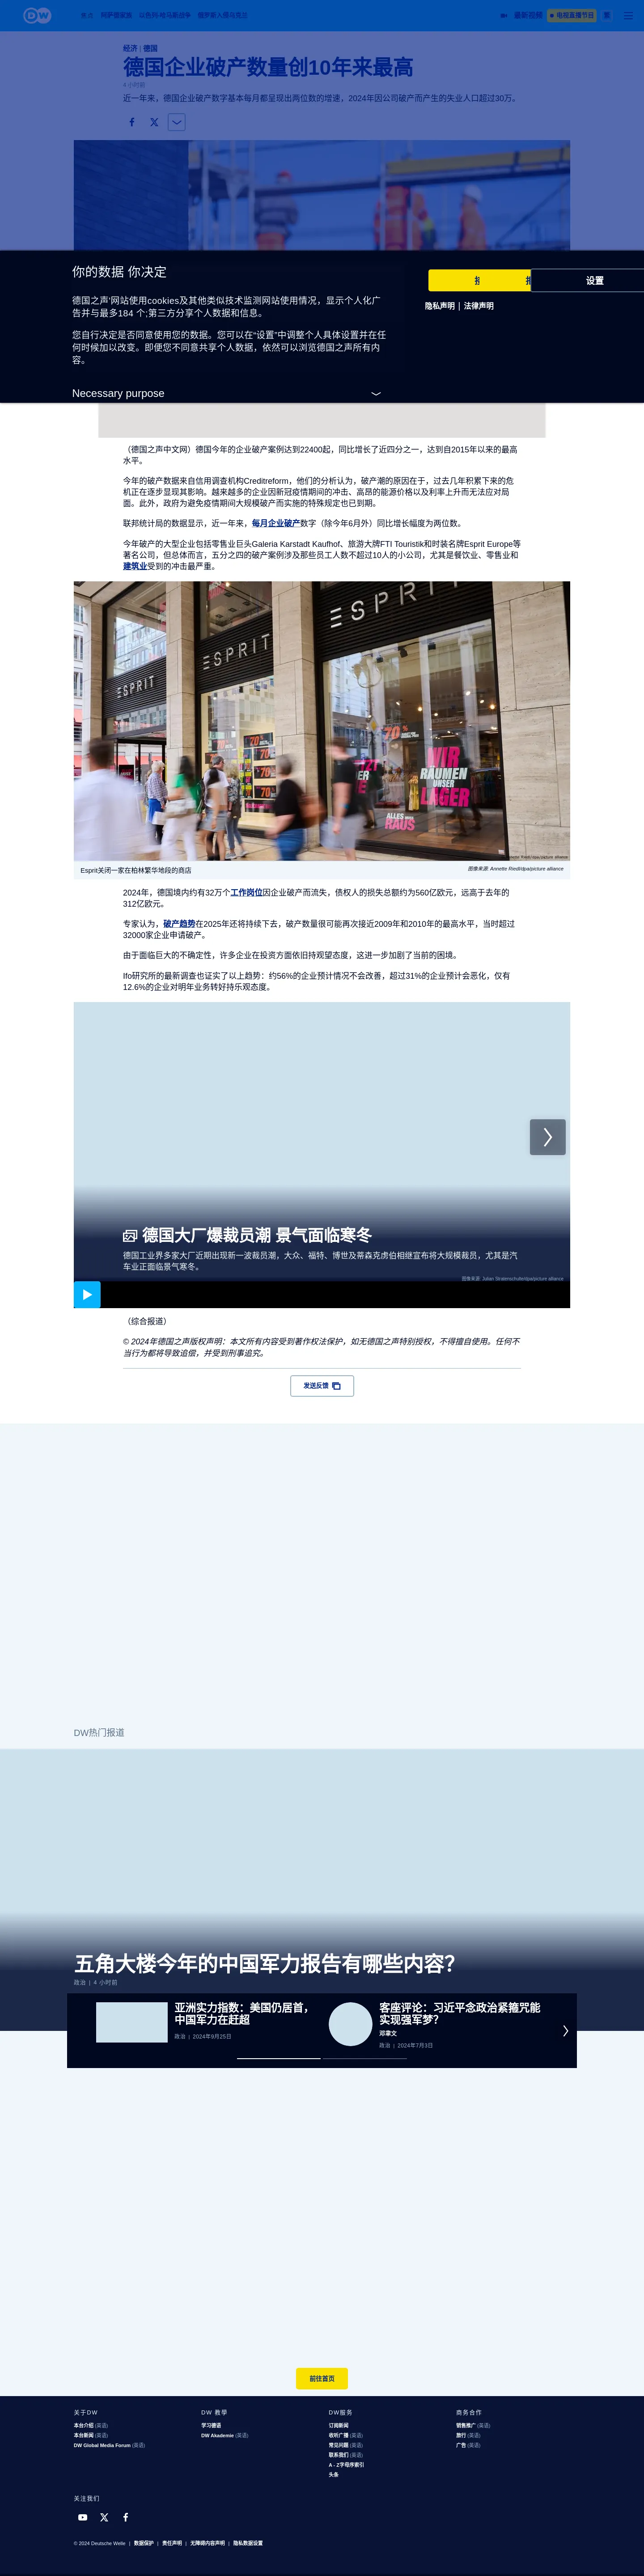 DW
焦点 阿萨德家族 以色列-哈马斯战争 俄罗斯入侵乌克兰
最新视频 电视直播节目 繁
经济 | 德国
德国企业破产数量创10年来最高
4 小时前
近一年来，德国企业破产数字基本每月都呈现出两位数的增速，2024年因公司破产而产生的失业人口超过30万。
你的数据 你决定
德国之声'网站使用cookies及其他类似技术监测网站使用情况，显示个人化广
告并与最多184 个;第三方分享个人数据和信息。
您自行决定是否同意使用您的数据。您可以在“设置”中调整个人具体设置并在任
何时候加以改变。即便您不同意共享个人数据，依然可以浏览德国之声所有内
容。
Necessary purpose
设置
隐私声明 | 法律声明
（德国之声中文网）德国今年的企业破产案例达到22400起，同比增长了近四分之一，达到自2015年以来的最高
水平。
今年的破产数据来自信用调查机构Creditreform，他们的分析认为，破产潮的原因在于，过去几年积累下来的危
机正在逐步显现其影响。越来越多的企业因新冠疫情期间的冲击、高昂的能源价格以及利率上升而无法应对局
面。此外，政府为避免疫情期间大规模破产而实施的特殊规定也已到期。
联邦统计局的数据显示，近一年来，每月企业破产数字（除今年6月外）同比增长幅度为两位数。
今年破产的大型企业包括零售业巨头Galeria Karstadt Kaufhof、旅游大牌FTI Touristik和时装名牌Esprit Europe等
著名公司，但总体而言，五分之四的破产案例涉及那些员工人数不超过10人的小公司，尤其是餐饮业、零售业和
建筑业受到的冲击最严重。
ESPRIT
ESPRIT
ESPRIT
ESPRIT
WIR
RÄUMEN
UNSER
LAGER
ALLES MUSS
RAUS
Esprit关闭一家在柏林繁华地段的商店
图像来源: Annette Riedl/dpa/picture alliance
2024年，德国境内约有32万个工作岗位因企业破产而流失，债权人的损失总额约为560亿欧元，远高于去年的
312亿欧元。
专家认为，破产趋势在2025年还将持续下去，破产数量很可能再次接近2009年和2010年的最高水平，当时超过
32000家企业申请破产。
由于面临巨大的不确定性，许多企业在投资方面依旧持观望态度，这进一步加剧了当前的困境。
Ifo研究所的最新调查也证实了以上趋势：约56%的企业预计情况不会改善，超过31%的企业预计会恶化，仅有
12.6%的企业对明年业务转好持乐观态度。
德国大厂爆裁员潮 景气面临寒冬
德国工业界多家大厂近期出现新一波裁员潮，大众、福特、博世及蒂森克虏伯相继宣布将大规模裁员，尤其是汽
车业正面临景气寒冬。
图像来源: Julian Stratenschulte/dpa/picture alliance
（综合报道）
© 2024年德国之声版权声明：本文所有内容受到著作权法保护，如无德国之声特别授权，不得擅自使用。任何不
当行为都将导致追偿，并受到刑事追究。
发送反馈
DW热门报道
五角大楼今年的中国军力报告有哪些内容？
政治 | 4 小时前
亚洲实力指数：美国仍居首，
中国军力在赶超
政治 | 2024年9月25日
客座评论：习近平念政治紧箍咒能
实现强军梦？
邓聿文
政治 | 2024年7月3日
前往首页
关于DW
本台介绍 (英语)
本台新闻 (英语)
DW Global Media Forum (英语)
DW 教学
学习德语
DW Akademie (英语)
DW服务
订阅新闻
收听广播 (英语)
常见问题 (英语)
联系我们 (英语)
A - Z字母序索引
头条
商务合作
销售推广 (英语)
旅行 (英语)
广告 (英语)
关注我们
© 2024 Deutsche Welle | 数据保护 | 责任声明 | 无障碍内容声明 | 隐私数据设置